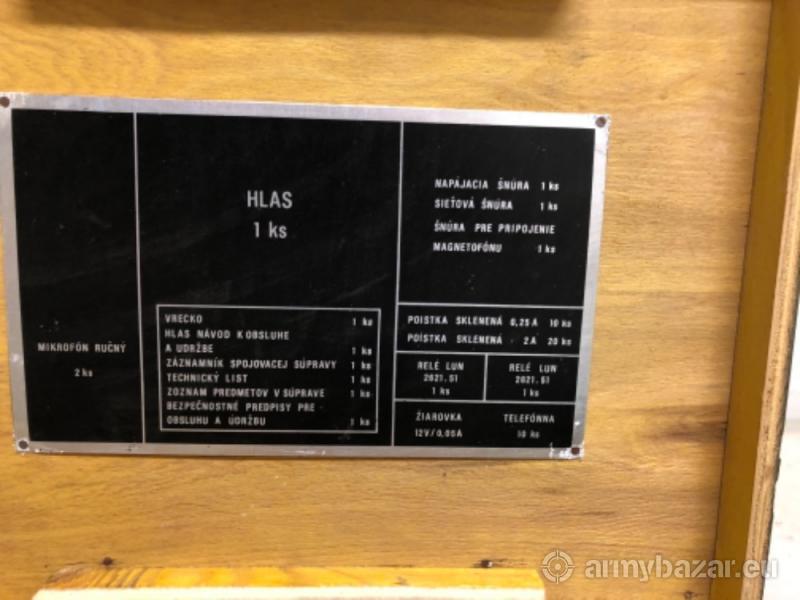 MIKROFÓN RUČNÝ
2 ks
HLAS
1 ks
VRECKO 1 ks
HLAS NÁVOD K OBSLUHE
A UDRŽBE 1 ks
ZÁZNAMNÍK SPOJOVACEJ SÚPRAVY 1 ks
TECHNICKÝ LIST 1 ks
ZOZNAM PREDMETOV V SÚPRAVE 1 ks
BEZPEČNOSTNÉ PREDPISY PRE
OBSLUHU A ÚDRŽBU 1 ks
NAPÁJACIA ŠNÚRA 1 ks
SIEŤOVÁ ŠNÚRA 1 ks
ŠNÚRA PRE PRIPOJENIE
MAGNETOFÓNU 1 ks
POISTKA SKLENENÁ 0,25 A 10 ks
POÍSTKA SKLENENÁ 2 A 20 ks
RELÉ LUN
2621.51
1 ks
RELÉ LUN
2621.51
1 ks
ŽIAROVKA TELEFÓNNA
12V/0,05A 10 ks
armybazar.eu